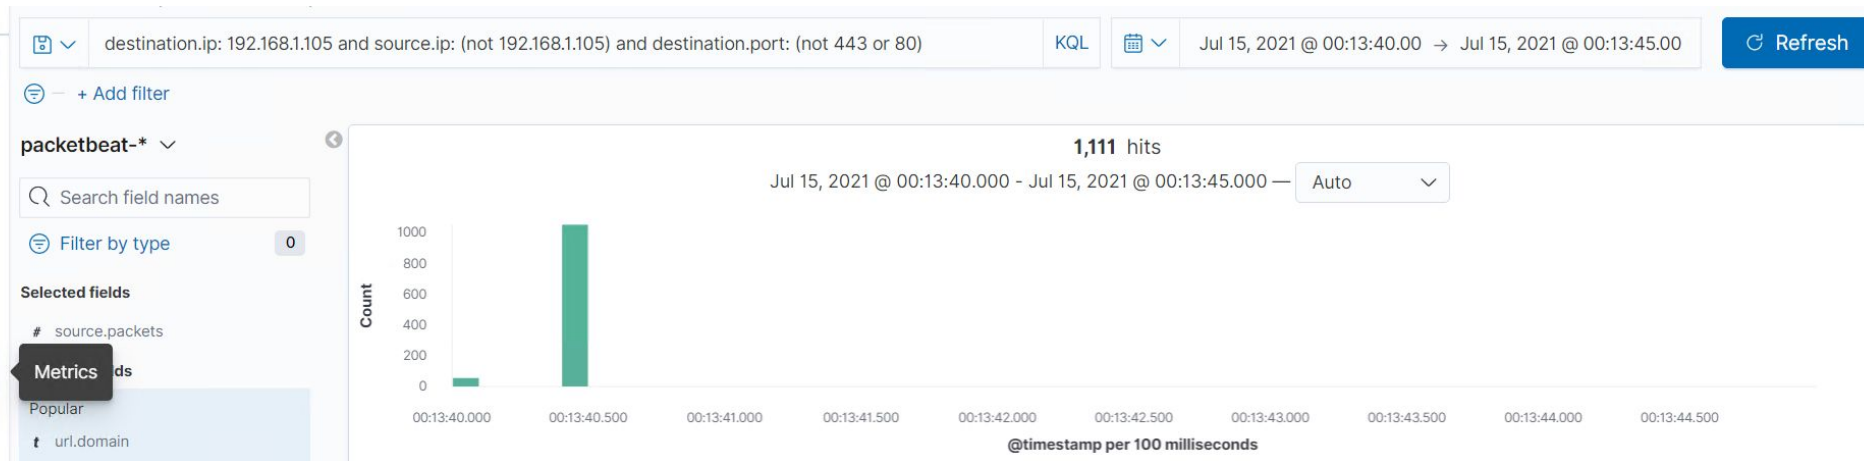 destination.ip: 192.168.1.105 and source.ip: (not 192.168.1.105) and destination.port: (not 443 or 80)
KQL
Jul 15, 2021 @ 00:13:40.00 → Jul 15, 2021 @ 00:13:45.00
Refresh
+ Add filter
packetbeat-*
Search field names
Filter by type 0
Selected fields
# source.packets
Metrics
ds
Popular
t url.domain
1,111 hits
Jul 15, 2021 @ 00:13:40.000 - Jul 15, 2021 @ 00:13:45.000 — Auto
Count
1000
800
600
400
200
0
00:13:40.000 00:13:40.500 00:13:41.000 00:13:41.500 00:13:42.000 00:13:42.500 00:13:43.000 00:13:43.500 00:13:44.000 00:13:44.500
@timestamp per 100 milliseconds